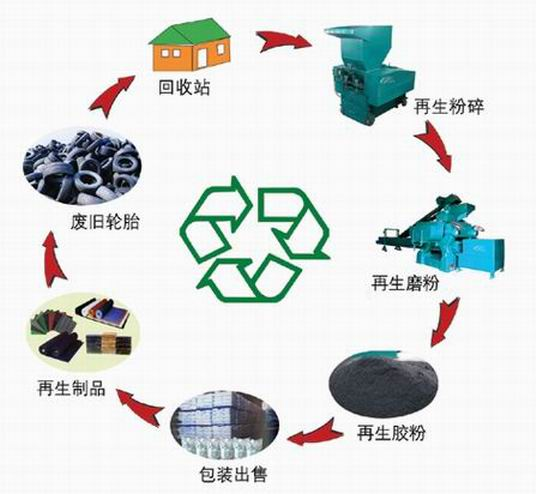 回收站
再生粉碎
废旧轮胎
再生磨粉
再生制品
再生胶粉
包装出售